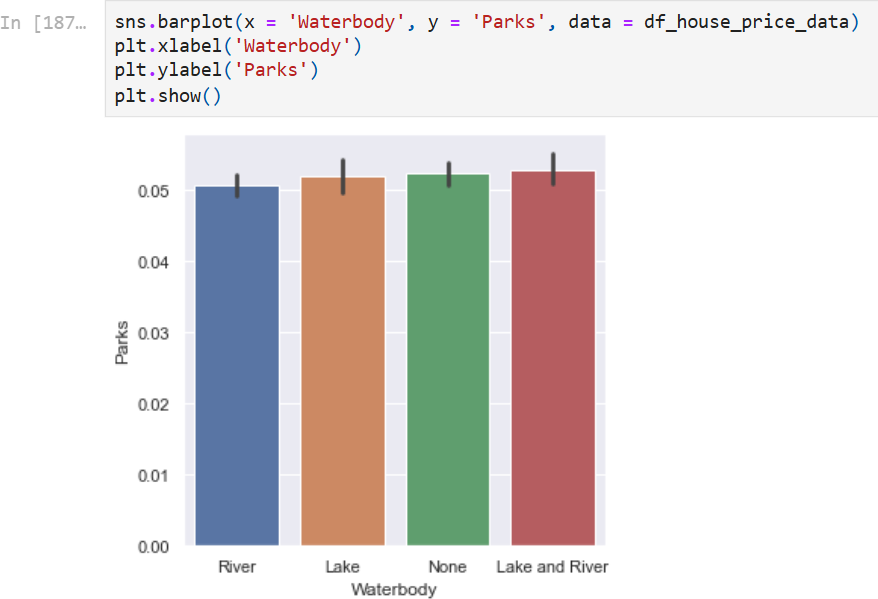 In [187…
sns.barplot(x = 'Waterbody', y = 'Parks', data = df_house_price_data)
plt.xlabel('Waterbody')
plt.ylabel('Parks')
plt.show()
0.05
0.04
0.03
0.02
0.01
0.00
Parks
River Lake None Lake and River
Waterbody